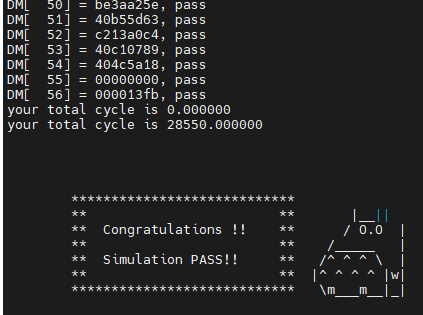 DM[  50] = be3aa25e, pass
DM[  51] = 40b55d63, pass
DM[  52] = c213a0c4, pass
DM[  53] = 40c10789, pass
DM[  54] = 404c5a18, pass
DM[  55] = 00000000, pass
DM[  56] = 000013fb, pass
your total cycle is 0.000000
your total cycle is 28550.000000
****************************
**                        **       |__||
**  Congratulations !!    **      / O.O  |
**                        **    /_____   |
**  Simulation PASS!!     **   /^ ^ ^ \  |
**                        **  |^ ^ ^ ^ |w|
****************************   \m___m__|_|